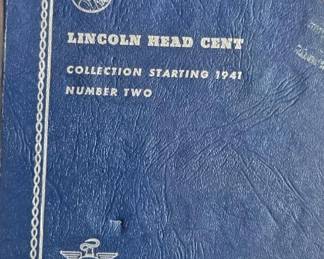 LINCOLN HEAD CENT
COLLECTION STARTING 1941
NUMBER TWO